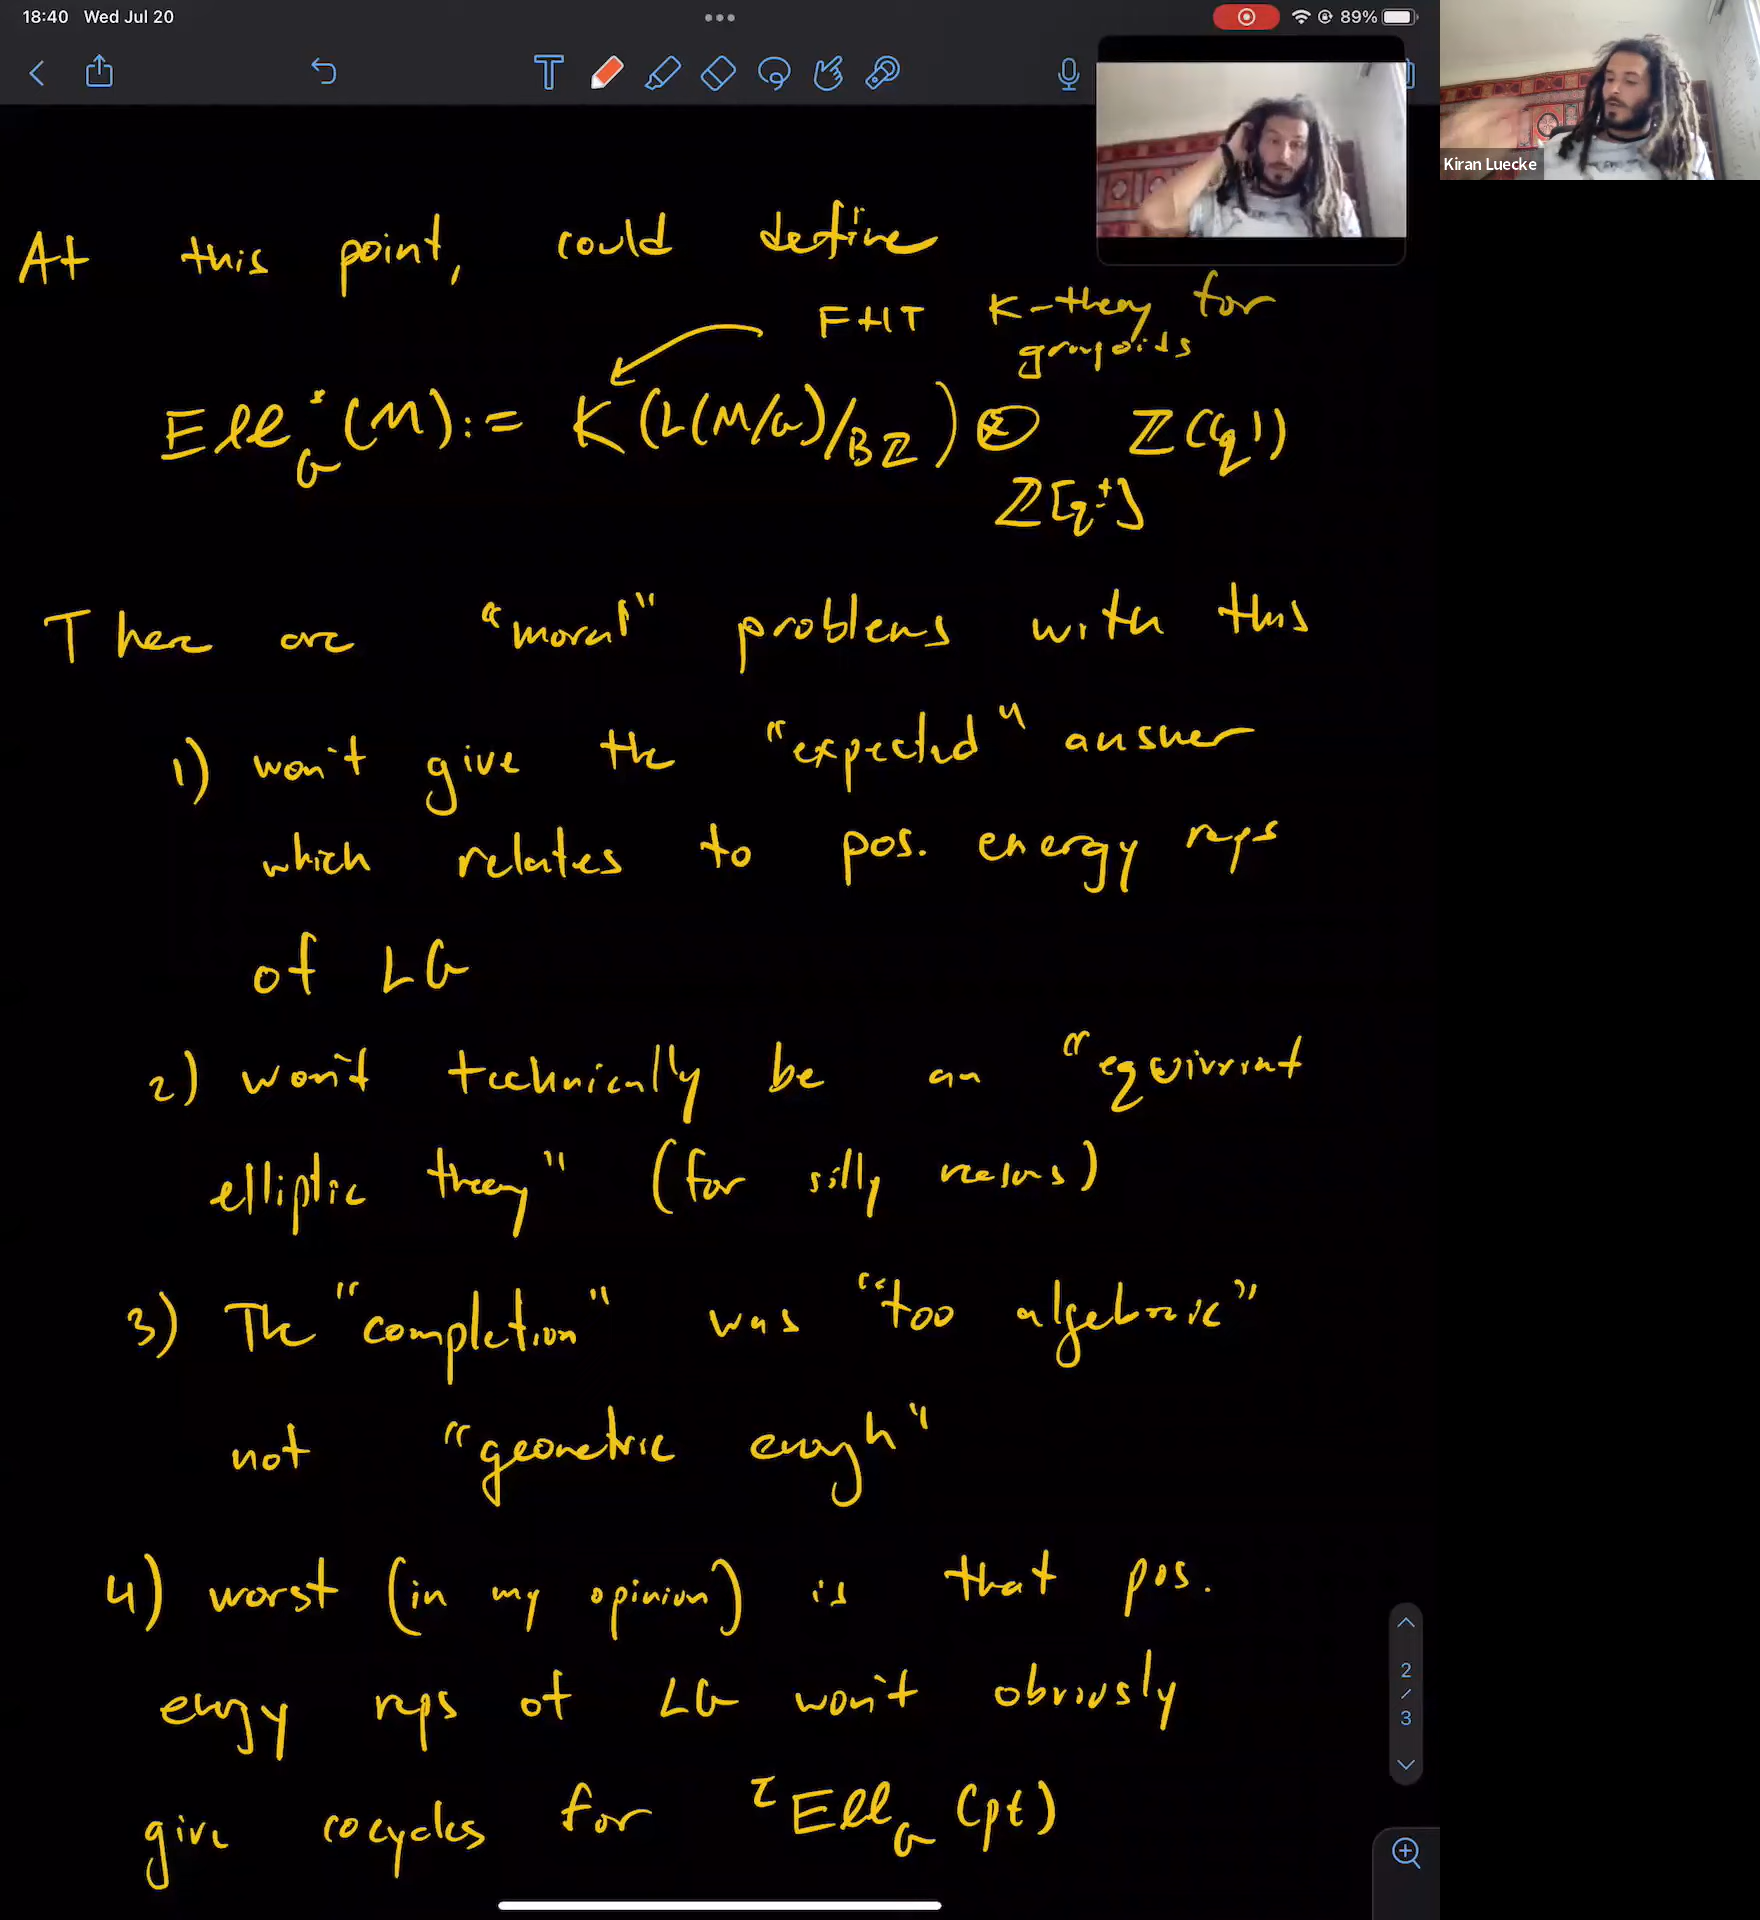 18:40 Wed Jul 20
89%
Kiran Luecke
At this point, could define
FHT K-theory for
groupoids
Ell*_G(M) := K(L(M/G)/BZ) ⊗ Z((q))
Z[q±]
There are "moral" problems with this
1) won't give the "expected" answer
which relates to pos. energy reps
of LG
2) won't technically be an "equivariant
elliptic theory" (for silly reasons)
3) The "completion" was "too algebraic"
not "geometric enough"
4) worst (in my opinion) is that pos.
energy reps of LG won't obviously
give cocycles for ^τEll_G(pt)
2
/
3